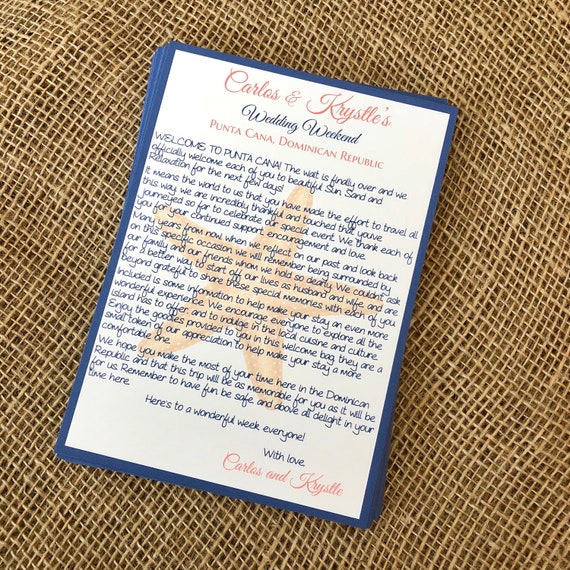 Carlos & Krystle's
Wedding Weekend
Punta Cana, Dominican Republic
WELCOME TO PUNTA CANA! The wait is finally over and we
officially welcome each of you to beautiful Sun, Sand and
Relaxation for the next few days!
It means the world to us that you have made the effort to travel all
this way, we are incredibly thankful and touched that you've
journeyed so far to celebrate our special event. We thank each of
you for your continued support, encouragement and love.
Many years from now when we reflect on our past and look back
on this specific occasion, we will remember being surrounded by
our family and our friends whom we hold so dearly. We couldn't ask
for a better way to start off our lives as husband and wife, and are
beyond grateful to share these special memories with each of you.
Included is some information to help make your stay an even more
wonderful experience. We encourage everyone to explore all the
island has to offer and to indulge in the local cuisine and culture.
Enjoy the goodies provided to you in this welcome bag they are a
small token of our appreciation to help make your stay a more
comfortable one.
We hope you make the most of your time here in the Dominican
Republic and that this trip will be as memorable for you as it will be
for us. Remember to have fun, be safe, and above all delight in your
time here.
Here's to a wonderful week everyone!
With love,
Carlos and Krystle